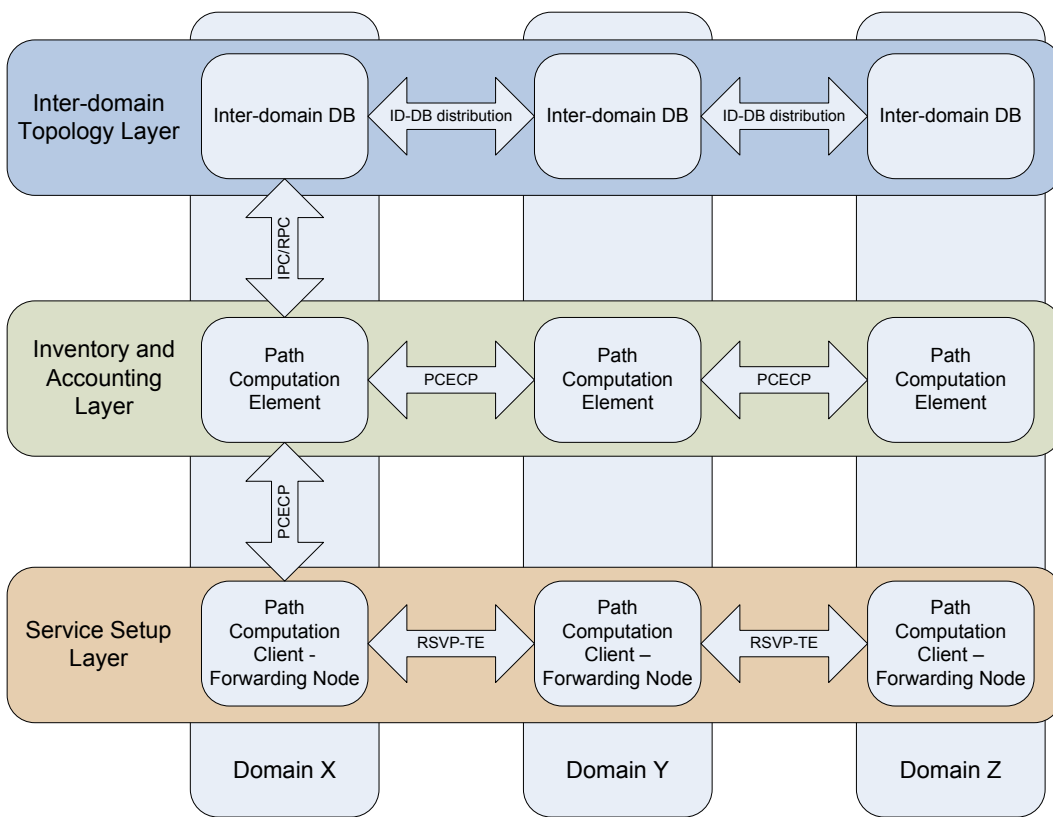 Inter-domain
Topology Layer
Inter-domain DB
ID-DB distribution
Inter-domain DB
ID-DB distribution
Inter-domain DB
IPC/RPC
Inventory and
Accounting
Layer
Path
Computation
Element
PCECP
Path
Computation
Element
PCECP
Path
Computation
Element
PCECP
Service Setup
Layer
Path
Computation
Client -
Forwarding Node
RSVP-TE
Path
Computation
Client –
Forwarding Node
RSVP-TE
Path
Computation
Client –
Forwarding Node
Domain X
Domain Y
Domain Z